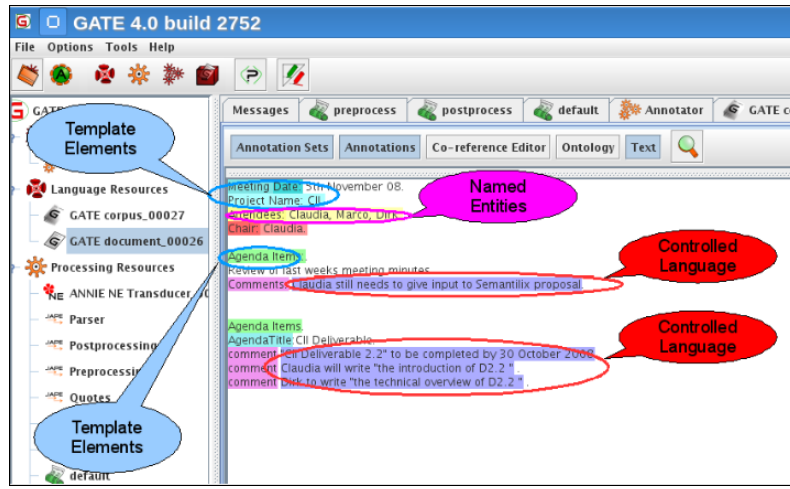 GATE 4.0 build 2752
File Options Tools Help
GATE
Template
Elements
Language Resources
GATE corpus_00027
GATE document_00026
Processing Resources
ANNIE NE Transducer_00
Parser
Postprocessing
Preprocessing
Quotes
Template
Elements
default
Messages preprocess postprocess default Annotator GATE co
Annotation Sets Annotations Co-reference Editor Ontology Text
Meeting Date: 5th November 08.
Project Name: CII.
Attendees: Claudia, Marco, Dirk
Chair: Claudia.
Named
Entities
Agenda Items.
Review of last weeks meeting minutes
Comments: Claudia still needs to give input to Semantilix proposal.
Controlled
Language
Agenda Items.
AgendaTitle: CII Deliverable.
comment "CII Deliverable 2.2" to be completed by 30 October 2008
comment Claudia will write "the introduction of D2.2 " .
comment Dirk to write "the technical overview of D2.2 " .
Controlled
Language